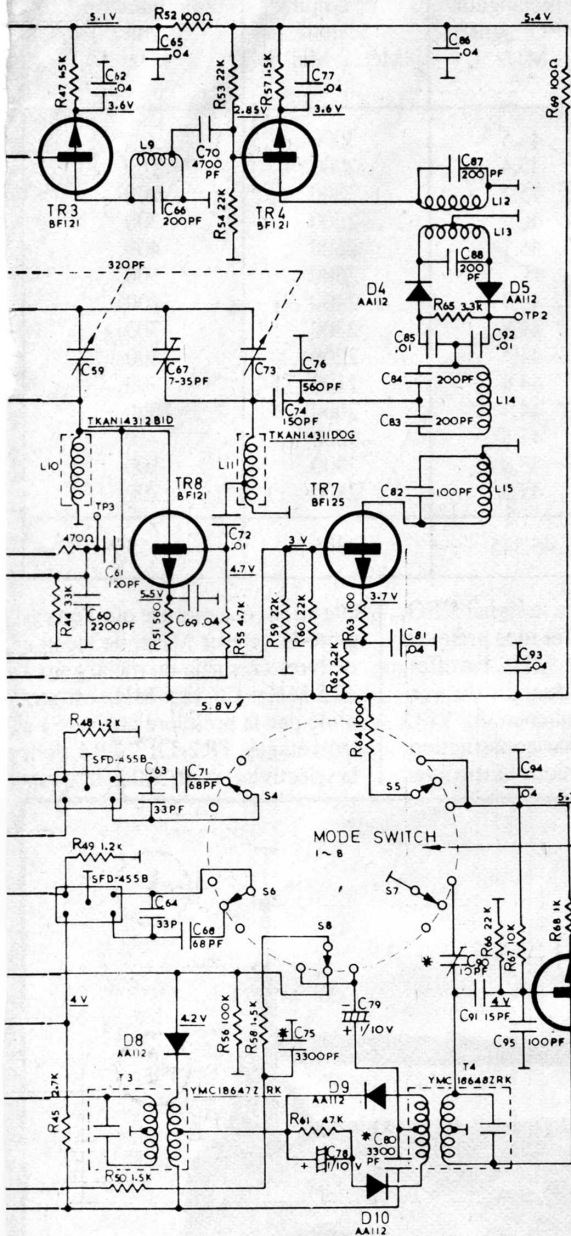 5.1V
R52 100Ω
5.4V
C65
.04
C86
.04
R47 1.5K
C62
.04
3.6V
R53 22K
R57 1.5K
C77
.04
3.6V
2.85V
R69 100Ω
L9
C70
4700
PF
C66
200PF
R54 22K
TR3
BF121
TR4
BF121
C87
200 PF
L12
L13
C88
200
PF
D4
AA112
D5
AA112
R65 3.3K
TP2
320PF
C85
.01
C92
.01
C59
C67
7-35PF
C73
C76
560PF
C74
150PF
C84
200PF
L14
C83
200PF
TKAN14312BID
TKAN14311DOG
L10
L11
TR8
BF121
TR7
BF125
C82
100PF
L15
TP3
470Ω
C61
120PF
C72
.01
4.7V
3V
R44 33K
C60
1200PF
5.5V
R51 560
C69 .04
R55 4.7K
R59 22K
R60 22K
3.7V
R63 100
C81
.04
R62 2.2K
C93
.04
5.8V
R48 1.2K
SFD-455B
C63
33PF
C71
68PF
S4
R64 100Ω
S5
C94
.04
MODE SWITCH
1~8
R49 1.2K
SFD-455B
C64
33P
C68
68PF
S6
S7
S8
R66 22K
R67 10K
R68 1K
*
C90
10PF
C91 15PF
4V
C95
100PF
4V
4.2V
D8
AA112
R56 100K
R58 1.5K
*
C75
3300PF
C79
+ 1/10V
T3
YMC18647Z RK
R45 2.7K
R50 1.5K
D9
AA112
R61 47K
C78
+ 1/10V
*
C80
3300
PF
D10
AA112
T4
YMC18648ZRK